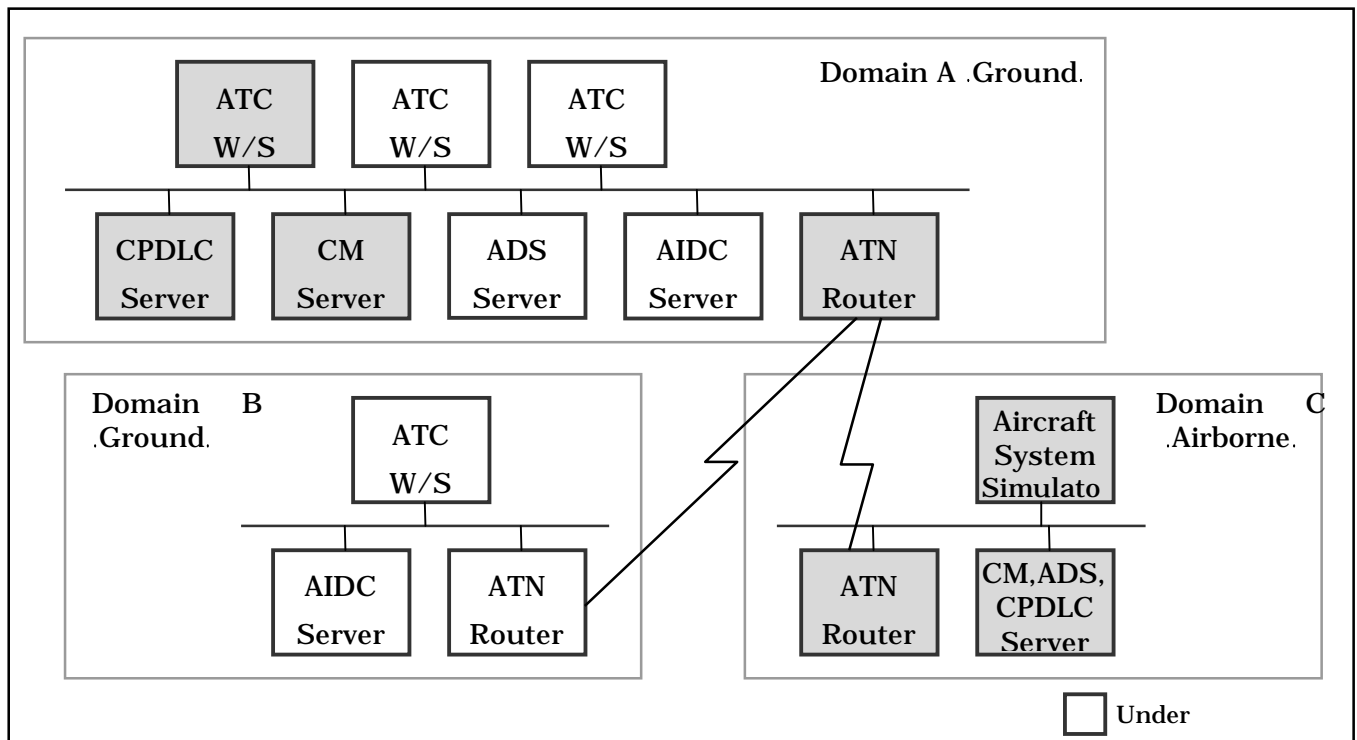 Domain A .Ground.
ATC
W/S
ATC
W/S
ATC
W/S
CPDLC
Server
CM
Server
ADS
Server
AIDC
Server
ATN
Router
Domain B
.Ground.
ATC
W/S
AIDC
Server
ATN
Router
Domain C
.Airborne.
Aircraft
System
Simulato
ATN
Router
CM,ADS,
CPDLC
Server
Under